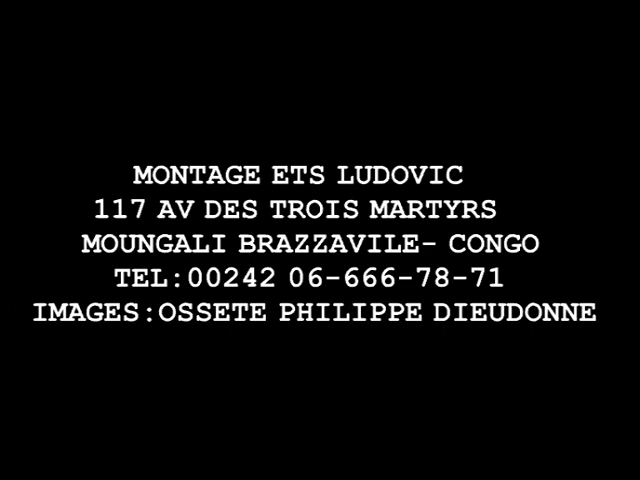 MONTAGE ETS LUDOVIC
117 AV DES TROIS MARTYRS
MOUNGALI BRAZZAVILE- CONGO
TEL:00242 06-666-78-71
IMAGES:OSSETE PHILIPPE DIEUDONNE